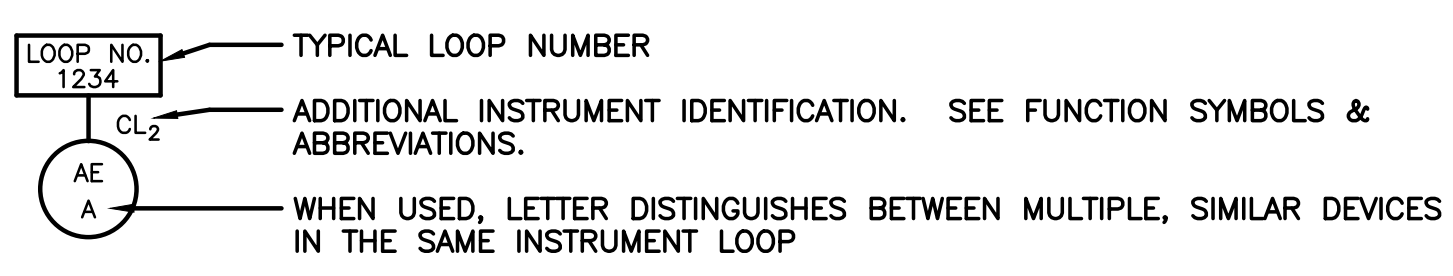 LOOP NO.
1234
TYPICAL LOOP NUMBER
CL₂
ADDITIONAL INSTRUMENT IDENTIFICATION. SEE FUNCTION SYMBOLS &
ABBREVIATIONS.
AE
A
WHEN USED, LETTER DISTINGUISHES BETWEEN MULTIPLE, SIMILAR DEVICES
IN THE SAME INSTRUMENT LOOP